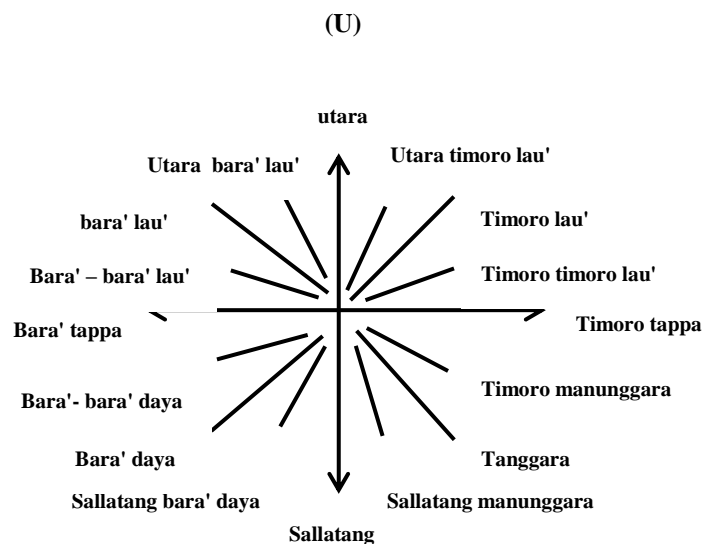 (U)
utara
Utara bara' lau'
Utara timoro lau'
bara' lau'
Timoro lau'
Bara' – bara' lau'
Timoro timoro lau'
Bara' tappa
Timoro tappa
Bara'- bara' daya
Timoro manunggara
Bara' daya
Tanggara
Sallatang bara' daya
Sallatang manunggara
Sallatang